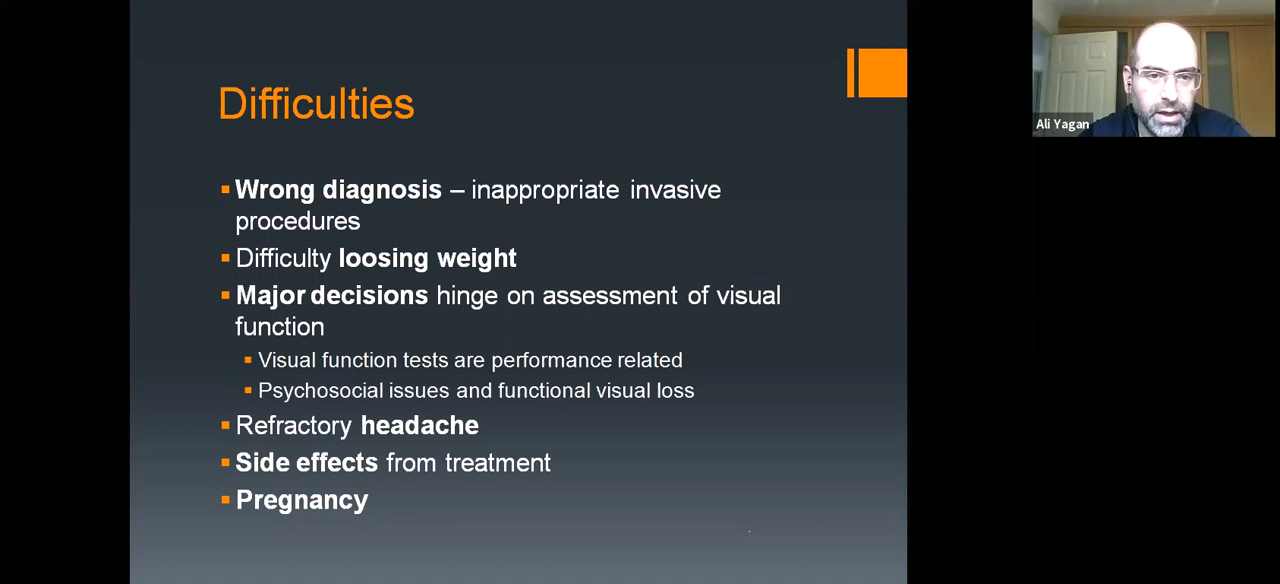 Difficulties
Wrong diagnosis – inappropriate invasive
procedures
Difficulty loosing weight
Major decisions hinge on assessment of visual
function
Visual function tests are performance related
Psychosocial issues and functional visual loss
Refractory headache
Side effects from treatment
Pregnancy
Ali Yagan